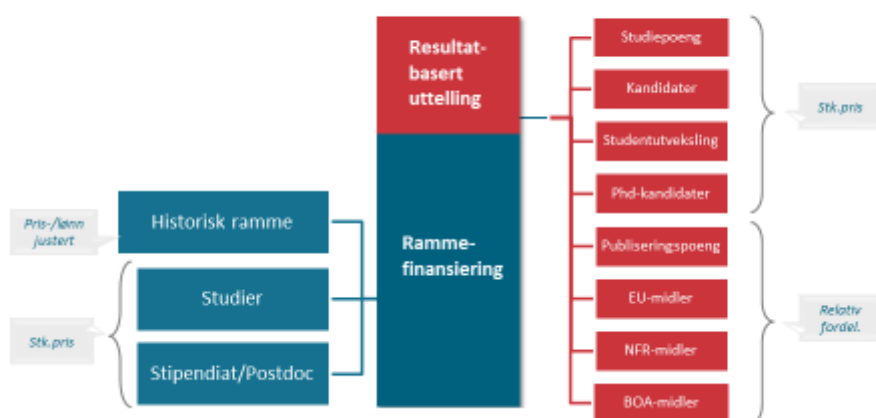 Resultat-
basert
uttelling
Ramme-
finansiering
Pris-/lønn
justert
Historisk ramme
Stk.pris
Studier
Stipendiat/Postdoc
Studiepoeng
Kandidater
Studentutveksling
Phd-kandidater
Stk.pris
Publiseringspoeng
EU-midler
NFR-midler
BOA-midler
Relativ
fordel.